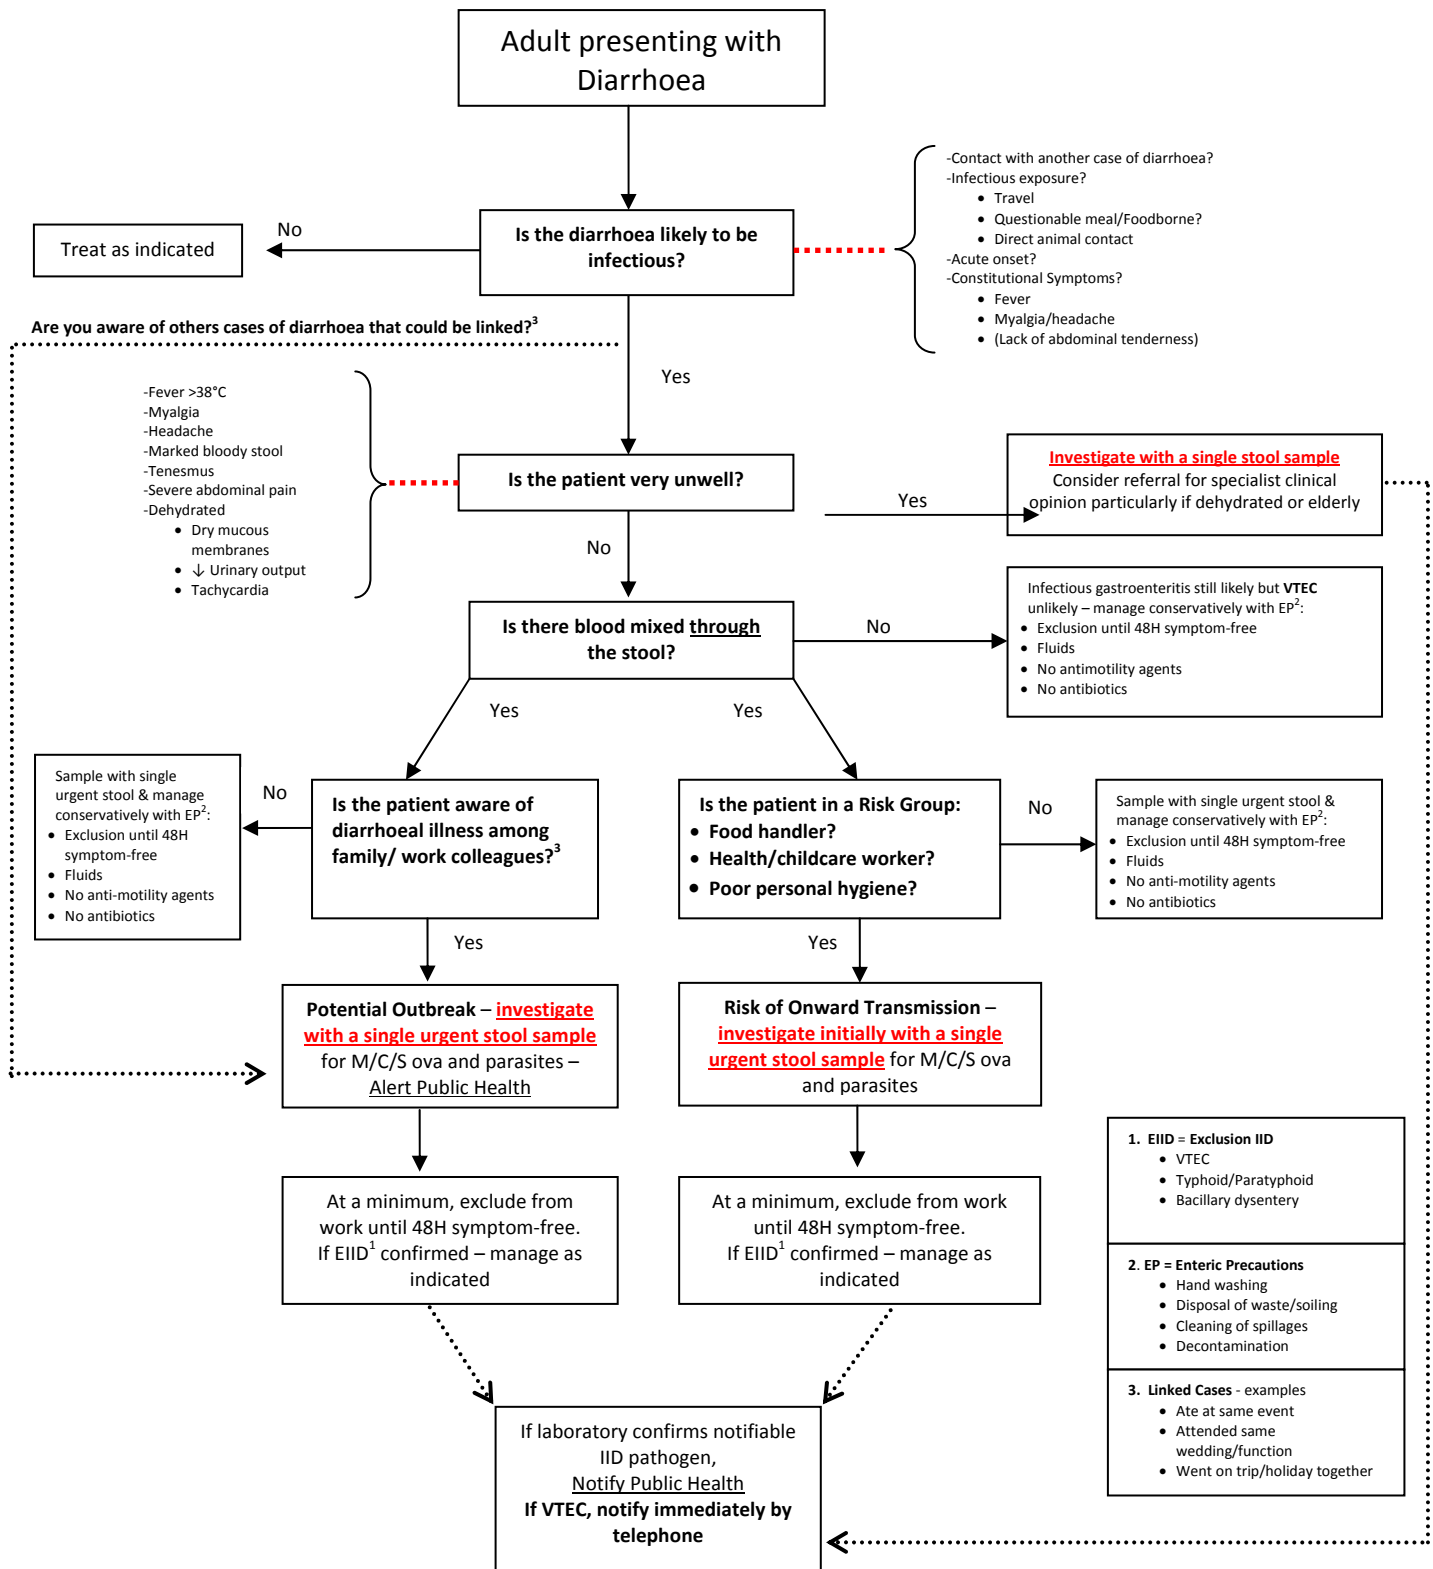 Adult presenting with
Diarrhoea
-Contact with another case of diarrhoea?
-Infectious exposure?
• Travel
• Questionable meal/Foodborne?
• Direct animal contact
-Acute onset?
-Constitutional Symptoms?
• Fever
• Myalgia/headache
• (Lack of abdominal tenderness)
No
Treat as indicated
Is the diarrhoea likely to be
infectious?
Are you aware of others cases of diarrhoea that could be linked?³
Yes
-Fever >38°C
-Myalgia
-Headache
-Marked bloody stool
-Tenesmus
-Severe abdominal pain
-Dehydrated
• Dry mucous
membranes
• ↓ Urinary output
• Tachycardia
Is the patient very unwell?
Yes
Investigate with a single stool sample
Consider referral for specialist clinical
opinion particularly if dehydrated or elderly
No
Is there blood mixed through
the stool?
No
Infectious gastroenteritis still likely but VTEC
unlikely – manage conservatively with EP²:
• Exclusion until 48H symptom-free
• Fluids
• No antimotility agents
• No antibiotics
Yes
Yes
Sample with single
urgent stool & manage
conservatively with EP²:
• Exclusion until 48H
symptom-free
• Fluids
• No anti-motility agents
• No antibiotics
No
Is the patient aware of
diarrhoeal illness among
family/ work colleagues?³
Is the patient in a Risk Group:
• Food handler?
• Health/childcare worker?
• Poor personal hygiene?
No
Sample with single urgent stool &
manage conservatively with EP²:
• Exclusion until 48H symptom-free
• Fluids
• No anti-motility agents
• No antibiotics
Yes
Yes
Potential Outbreak – investigate
with a single urgent stool sample
for M/C/S ova and parasites –
Alert Public Health
Risk of Onward Transmission –
investigate initially with a single
urgent stool sample for M/C/S ova
and parasites
At a minimum, exclude from
work until 48H symptom-free.
If EIID¹ confirmed – manage as
indicated
At a minimum, exclude from work
until 48H symptom-free.
If EIID¹ confirmed – manage as
indicated
1. EIID = Exclusion IID
• VTEC
• Typhoid/Paratyphoid
• Bacillary dysentery
2. EP = Enteric Precautions
• Hand washing
• Disposal of waste/soiling
• Cleaning of spillages
• Decontamination
3. Linked Cases - examples
• Ate at same event
• Attended same
wedding/function
• Went on trip/holiday together
If laboratory confirms notifiable
IID pathogen,
Notify Public Health
If VTEC, notify immediately by
telephone